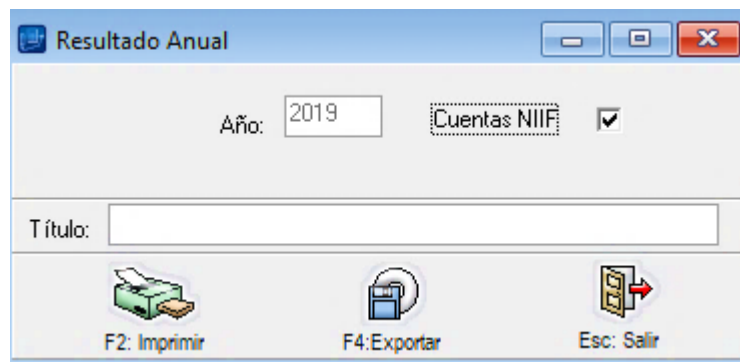 Resultado Anual
Año: 2019 Cuentas NIIF
Título:
F2: Imprimir F4:Exportar Esc: Salir